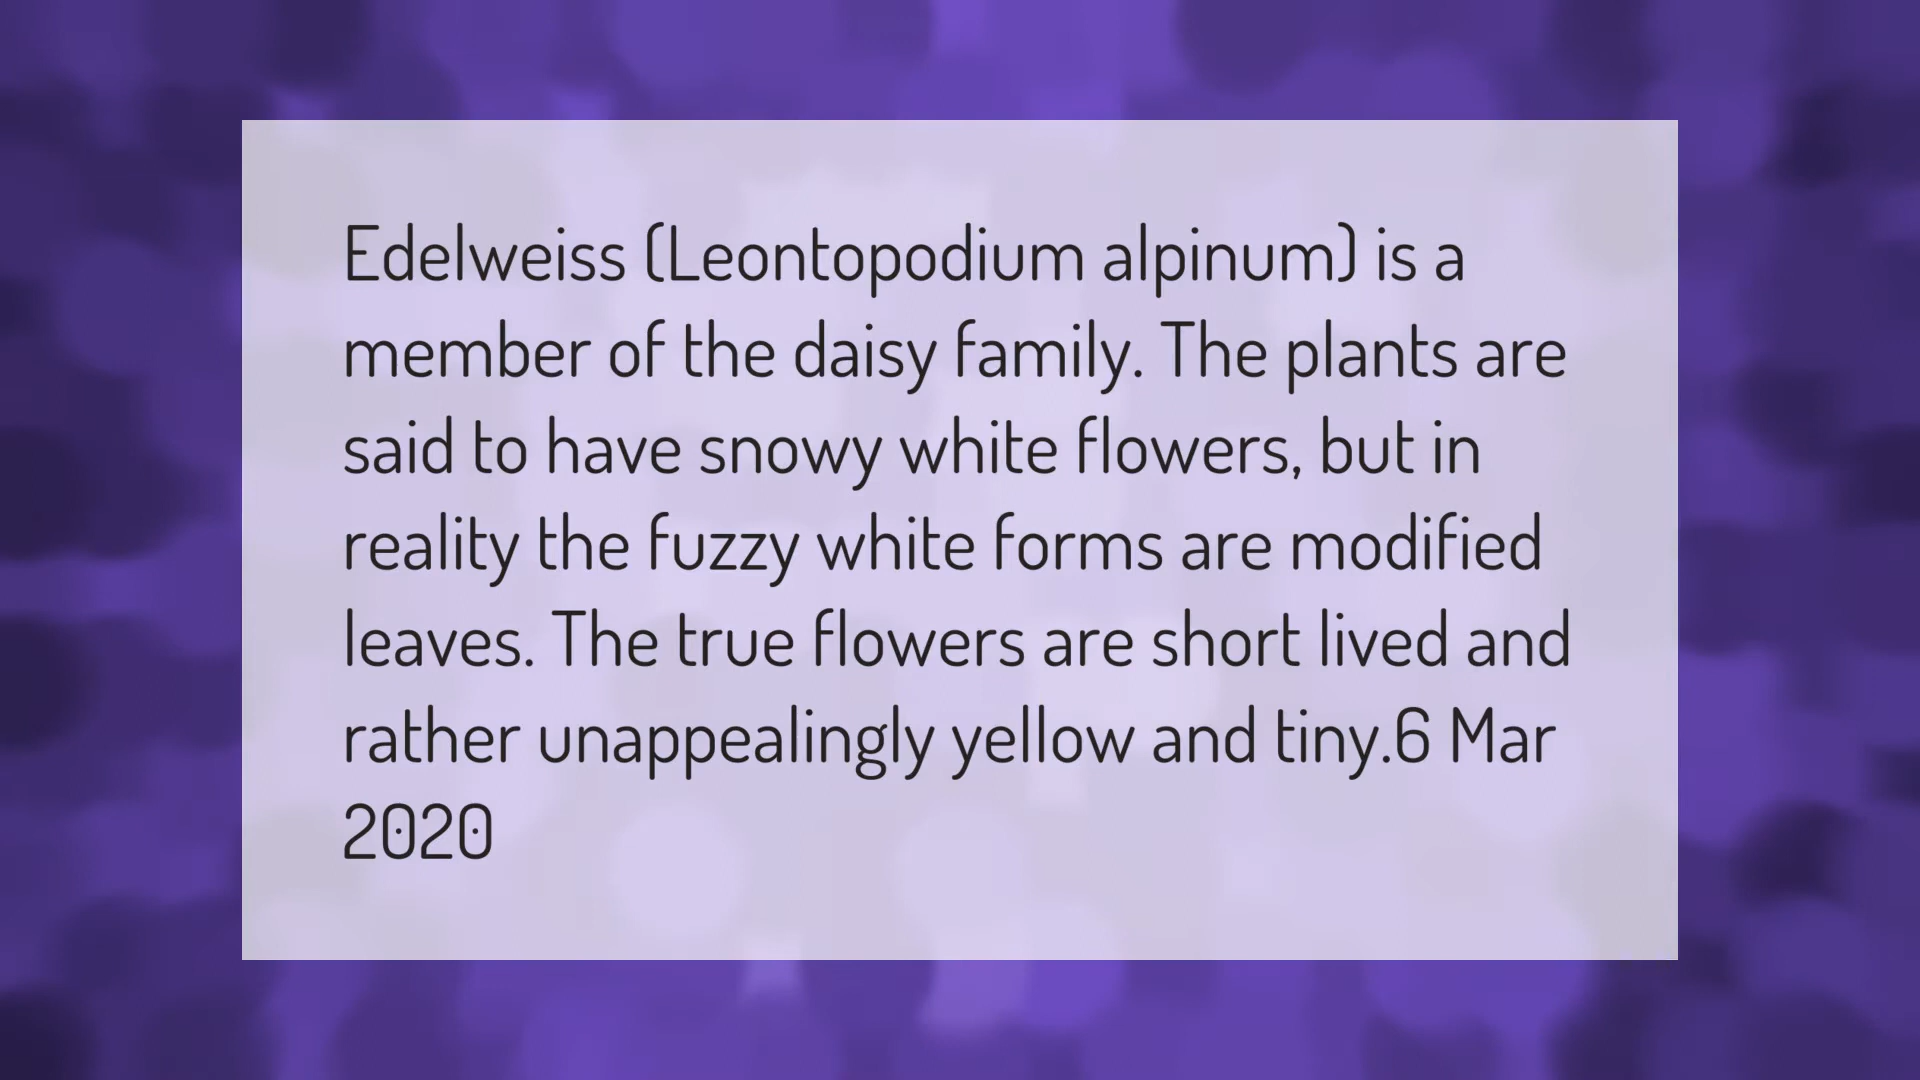 Edelweiss (Leontopodium alpinum) is a
member of the daisy family. The plants are
said to have snowy white flowers, but in
reality the fuzzy white forms are modified
leaves. The true flowers are short lived and
rather unappealingly yellow and tiny.6 Mar
2020